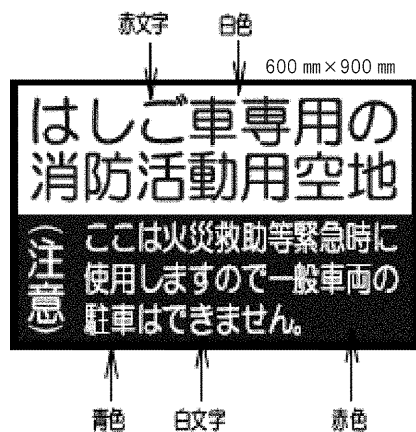 赤文字 白色
600 mm×900 mm
はしご車専用の
消防活動用空地
(注意)
ここは火災救助等緊急時に
使用しますので一般車両の
駐車はできません。
青色 白文字 赤色